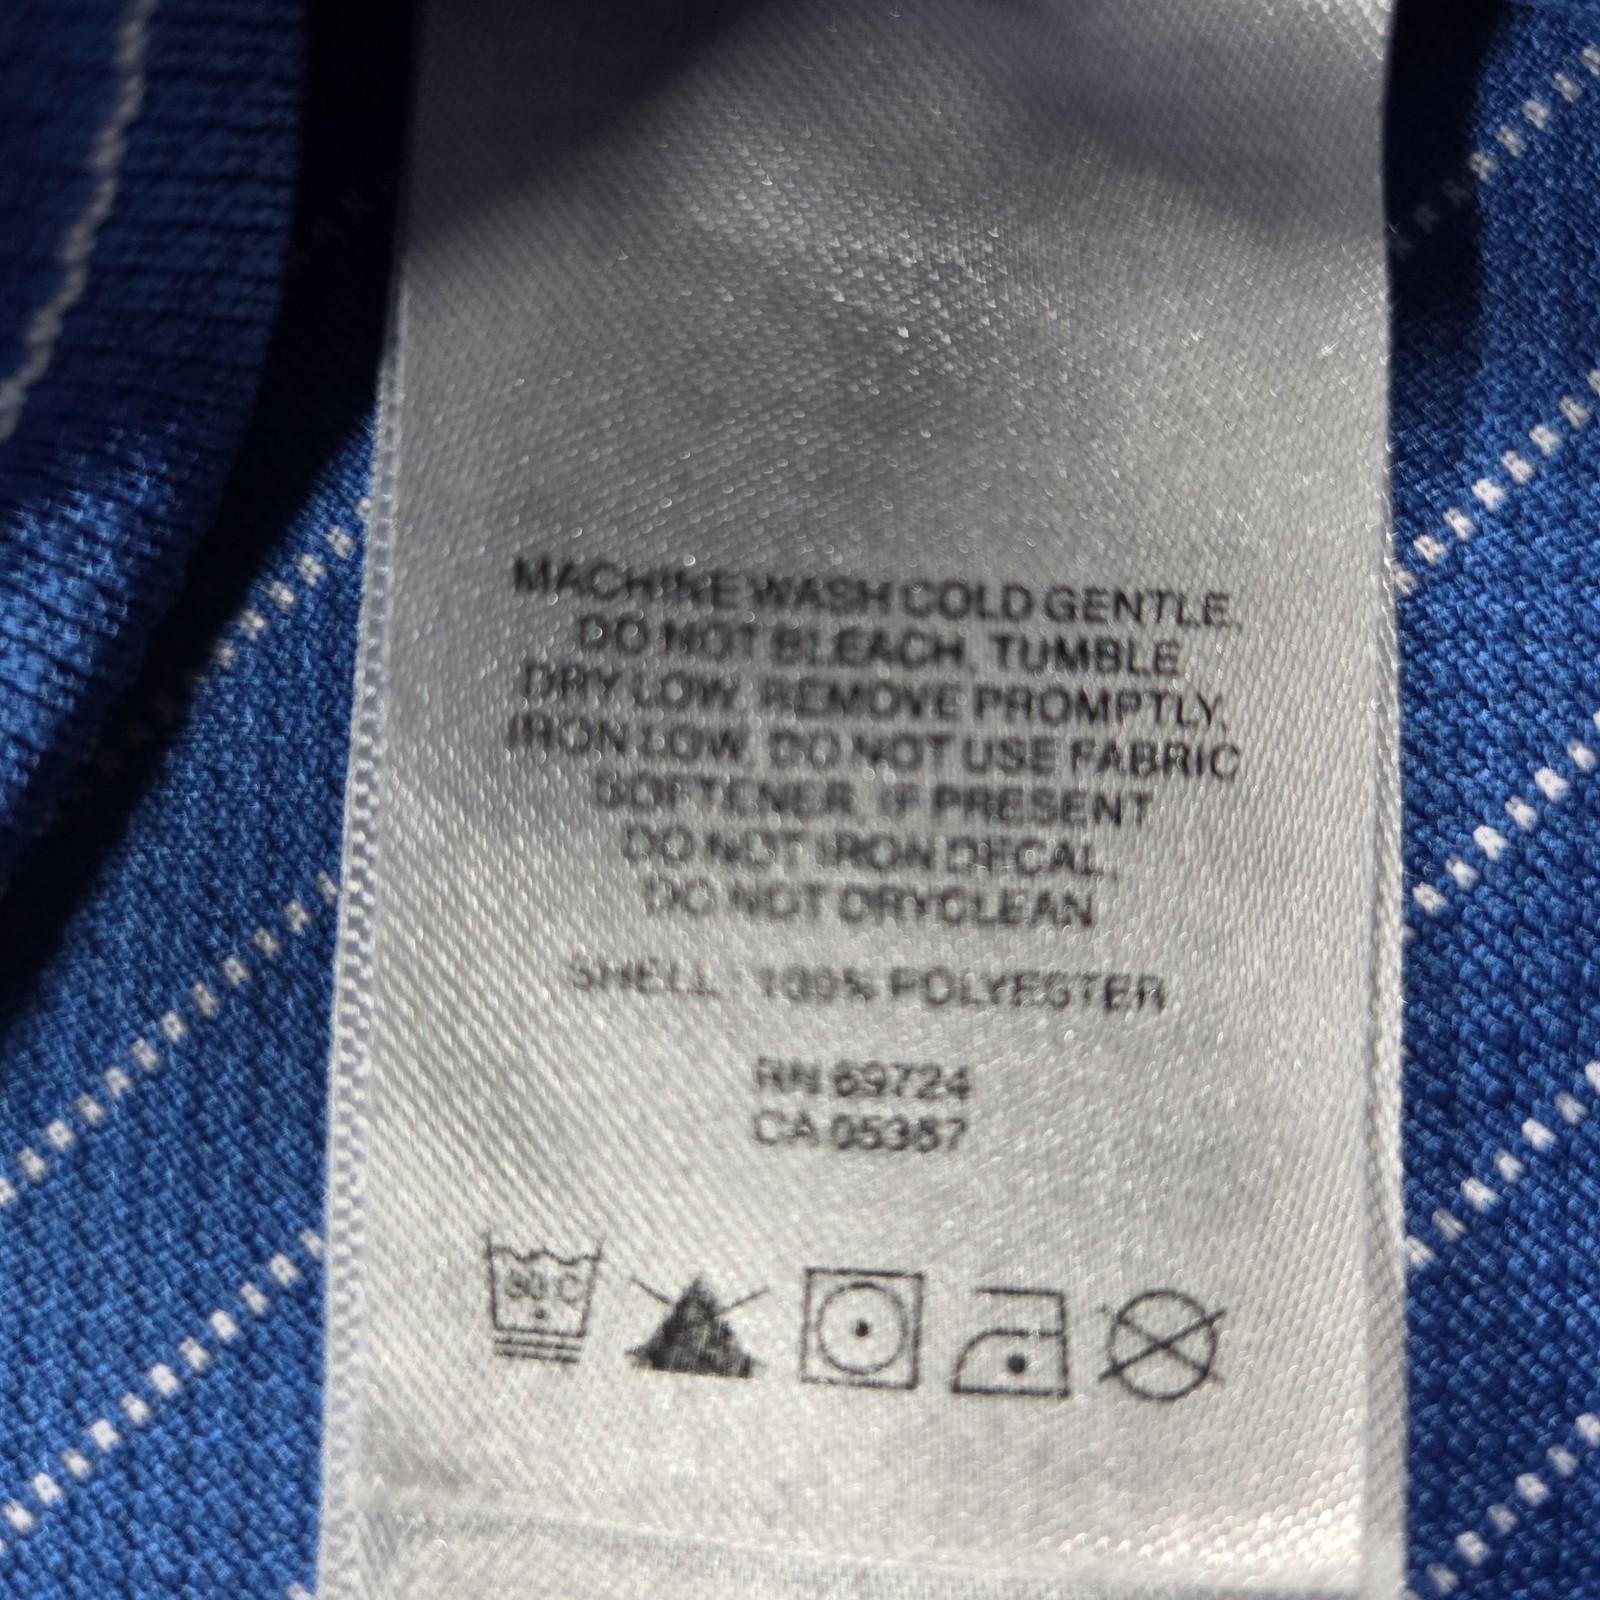 MACHINE WASH COLD GENTLE,
DO NOT BLEACH, TUMBLE
DRY LOW, REMOVE PROMPTLY,
IRON LOW, DO NOT USE FABRIC
SOFTENER, IF PRESENT
DO NOT IRON DECAL,
DO NOT DRYCLEAN
SHELL 100% POLYESTER
RN 69724
CA 05387
30 C